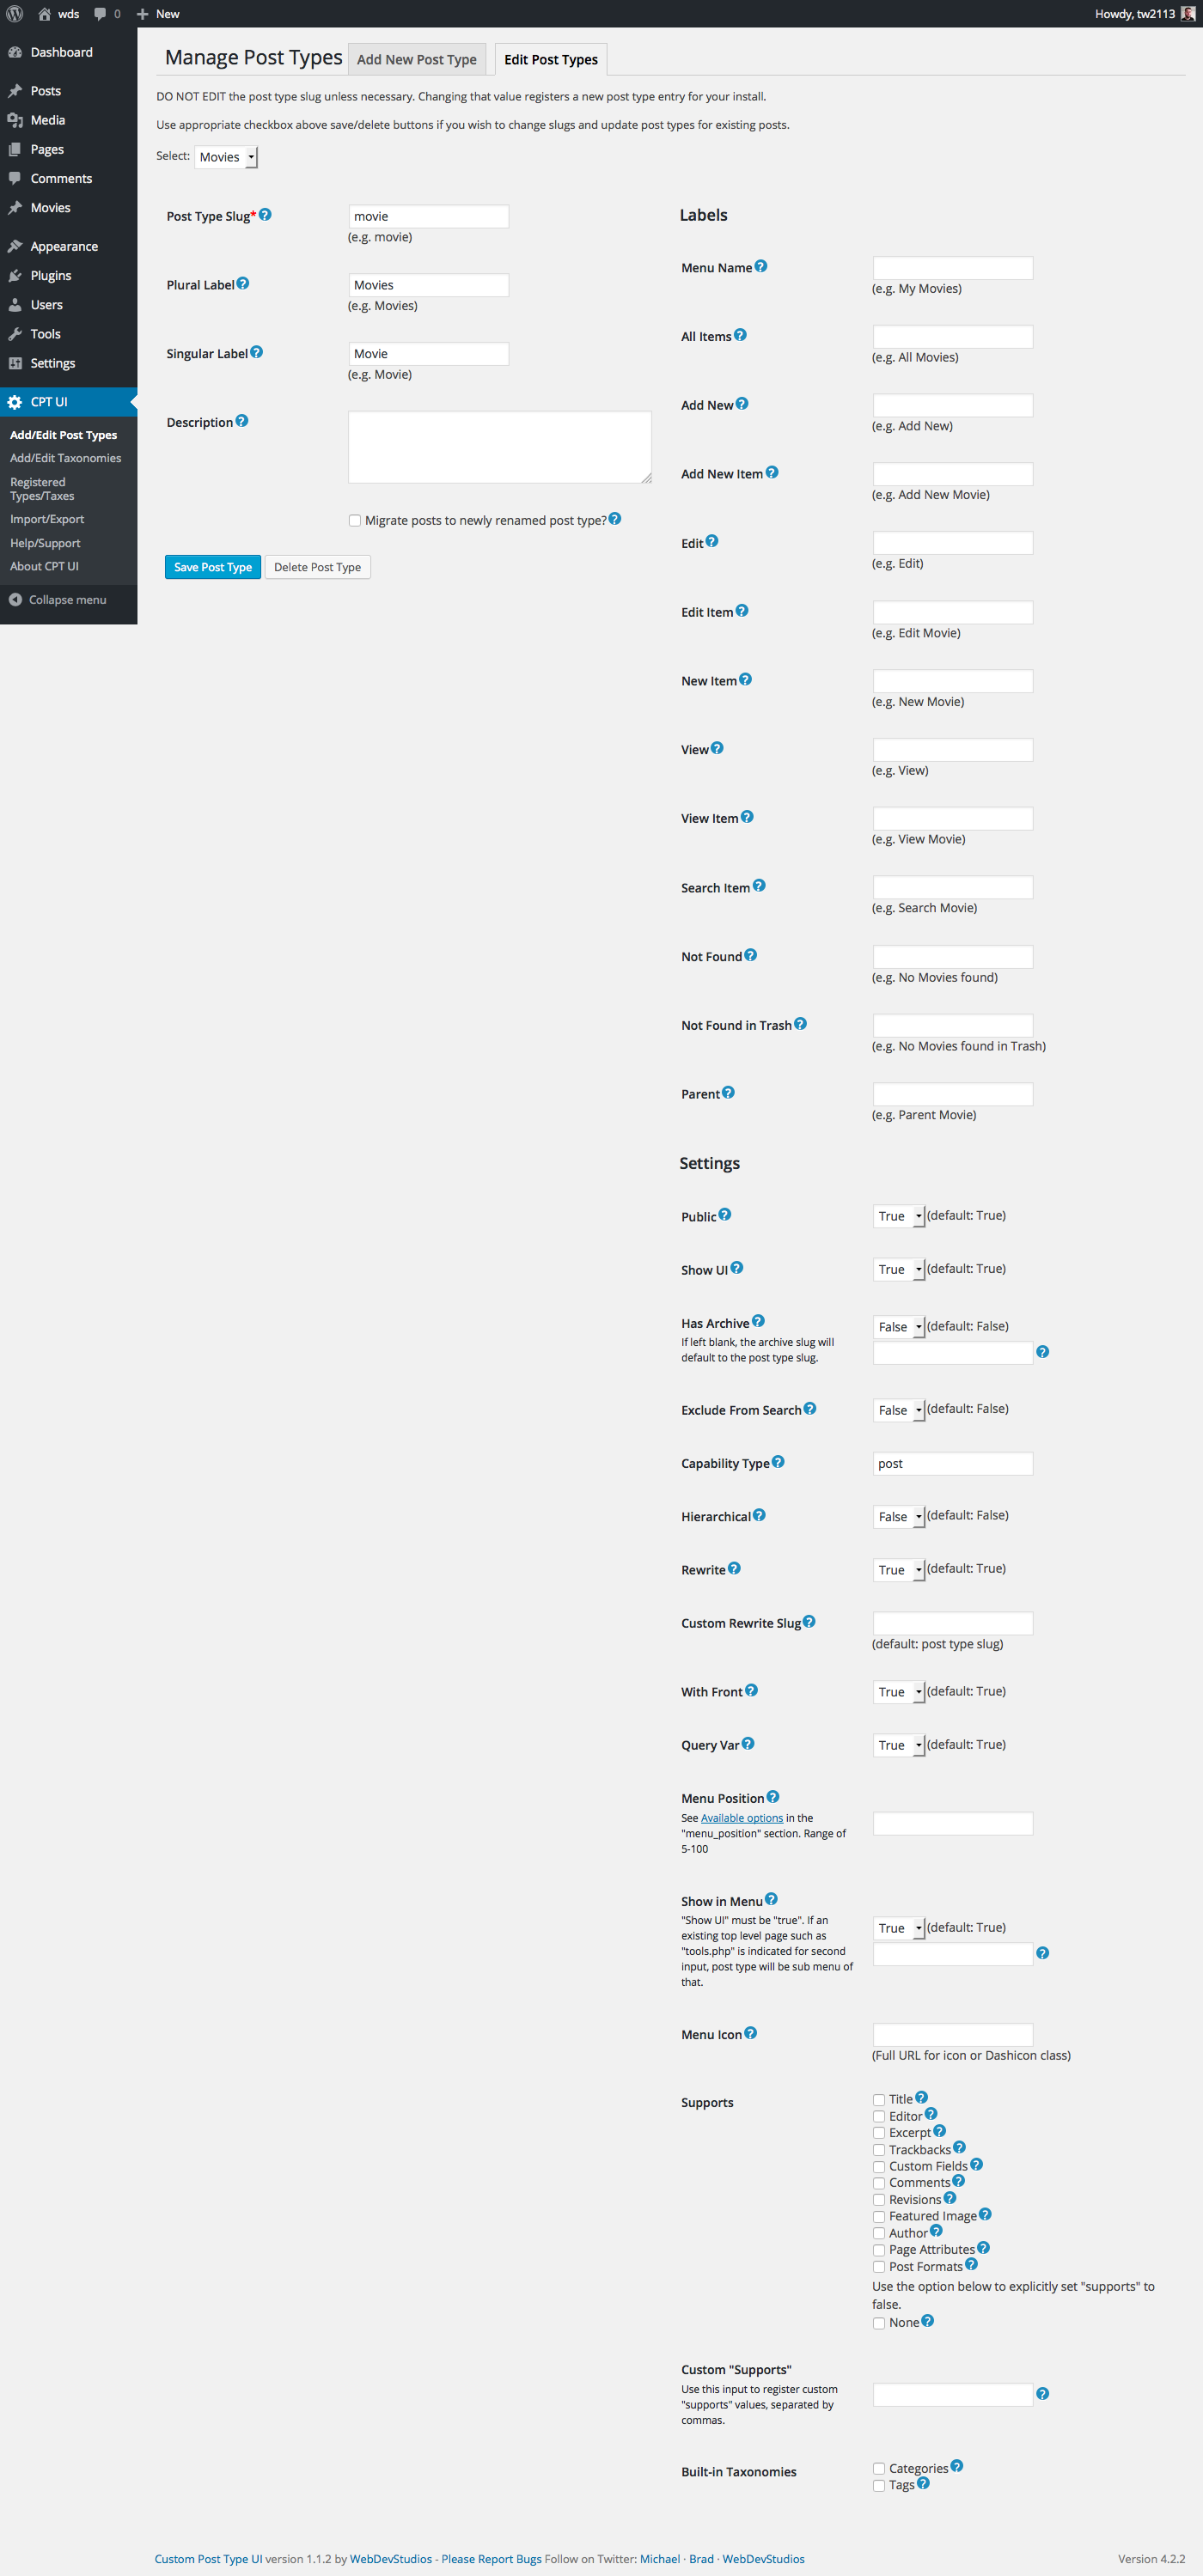 wds 0 New Howdy, tw2113
Dashboard
Posts
Media
Pages
Comments
Movies
Appearance
Plugins
Users
Tools
Settings
CPT UI
Add/Edit Post Types
Add/Edit Taxonomies
Registered
Types/Taxes
Import/Export
Help/Support
About CPT UI
Collapse menu
Manage Post Types Add New Post Type Edit Post Types
DO NOT EDIT the post type slug unless necessary. Changing that value registers a new post type entry for your install.
Use appropriate checkbox above save/delete buttons if you wish to change slugs and update post types for existing posts.
Select: Movies
Post Type Slug* ? movie
(e.g. movie)
Plural Label ? Movies
(e.g. Movies)
Singular Label ? Movie
(e.g. Movie)
Description ?
Migrate posts to newly renamed post type? ?
Save Post Type Delete Post Type
Labels
Menu Name ?
(e.g. My Movies)
All Items ?
(e.g. All Movies)
Add New ?
(e.g. Add New)
Add New Item ?
(e.g. Add New Movie)
Edit ?
(e.g. Edit)
Edit Item ?
(e.g. Edit Movie)
New Item ?
(e.g. New Movie)
View ?
(e.g. View)
View Item ?
(e.g. View Movie)
Search Item ?
(e.g. Search Movie)
Not Found ?
(e.g. No Movies found)
Not Found in Trash ?
(e.g. No Movies found in Trash)
Parent ?
(e.g. Parent Movie)
Settings
Public ? True (default: True)
Show UI ? True (default: True)
Has Archive ? False (default: False)
If left blank, the archive slug will
default to the post type slug. ?
Exclude From Search ? False (default: False)
Capability Type ? post
Hierarchical ? False (default: False)
Rewrite ? True (default: True)
Custom Rewrite Slug ?
(default: post type slug)
With Front ? True (default: True)
Query Var ? True (default: True)
Menu Position ?
See Available options in the
"menu_position" section. Range of
5-100
Show in Menu ?
"Show UI" must be "true". If an
existing top level page such as
"tools.php" is indicated for second
input, post type will be sub menu of
that.
True (default: True)
?
Menu Icon ?
(Full URL for icon or Dashicon class)
Supports
Title ?
Editor ?
Excerpt ?
Trackbacks ?
Custom Fields ?
Comments ?
Revisions ?
Featured Image ?
Author ?
Page Attributes ?
Post Formats ?
Use the option below to explicitly set "supports" to
false.
None ?
Custom "Supports"
Use this input to register custom
"supports" values, separated by
commas.
?
Built-in Taxonomies
Categories ?
Tags ?
Custom Post Type UI version 1.1.2 by WebDevStudios - Please Report Bugs Follow on Twitter: Michael · Brad · WebDevStudios Version 4.2.2